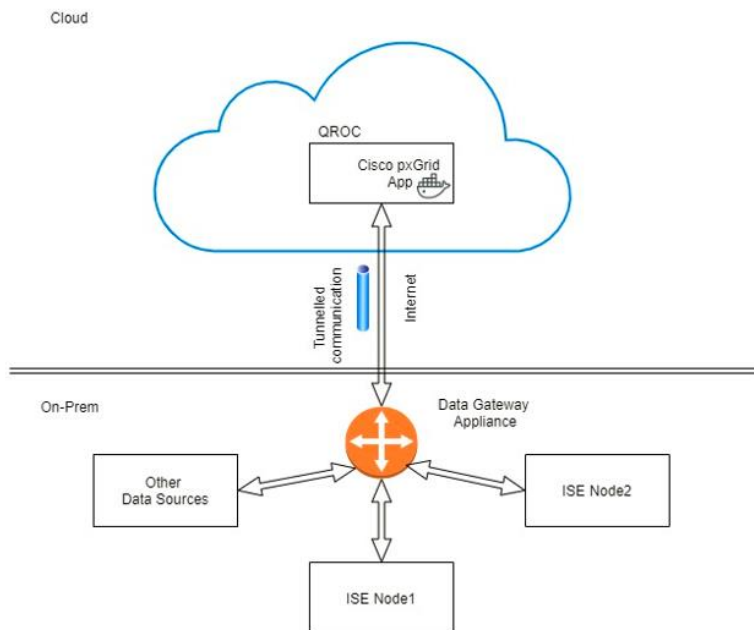 Cloud
QROC
Cisco pxGrid
App
Tunnelled
communication
Internet
On-Prem
Data Gateway
Appliance
Other
Data Sources
ISE Node2
ISE Node1